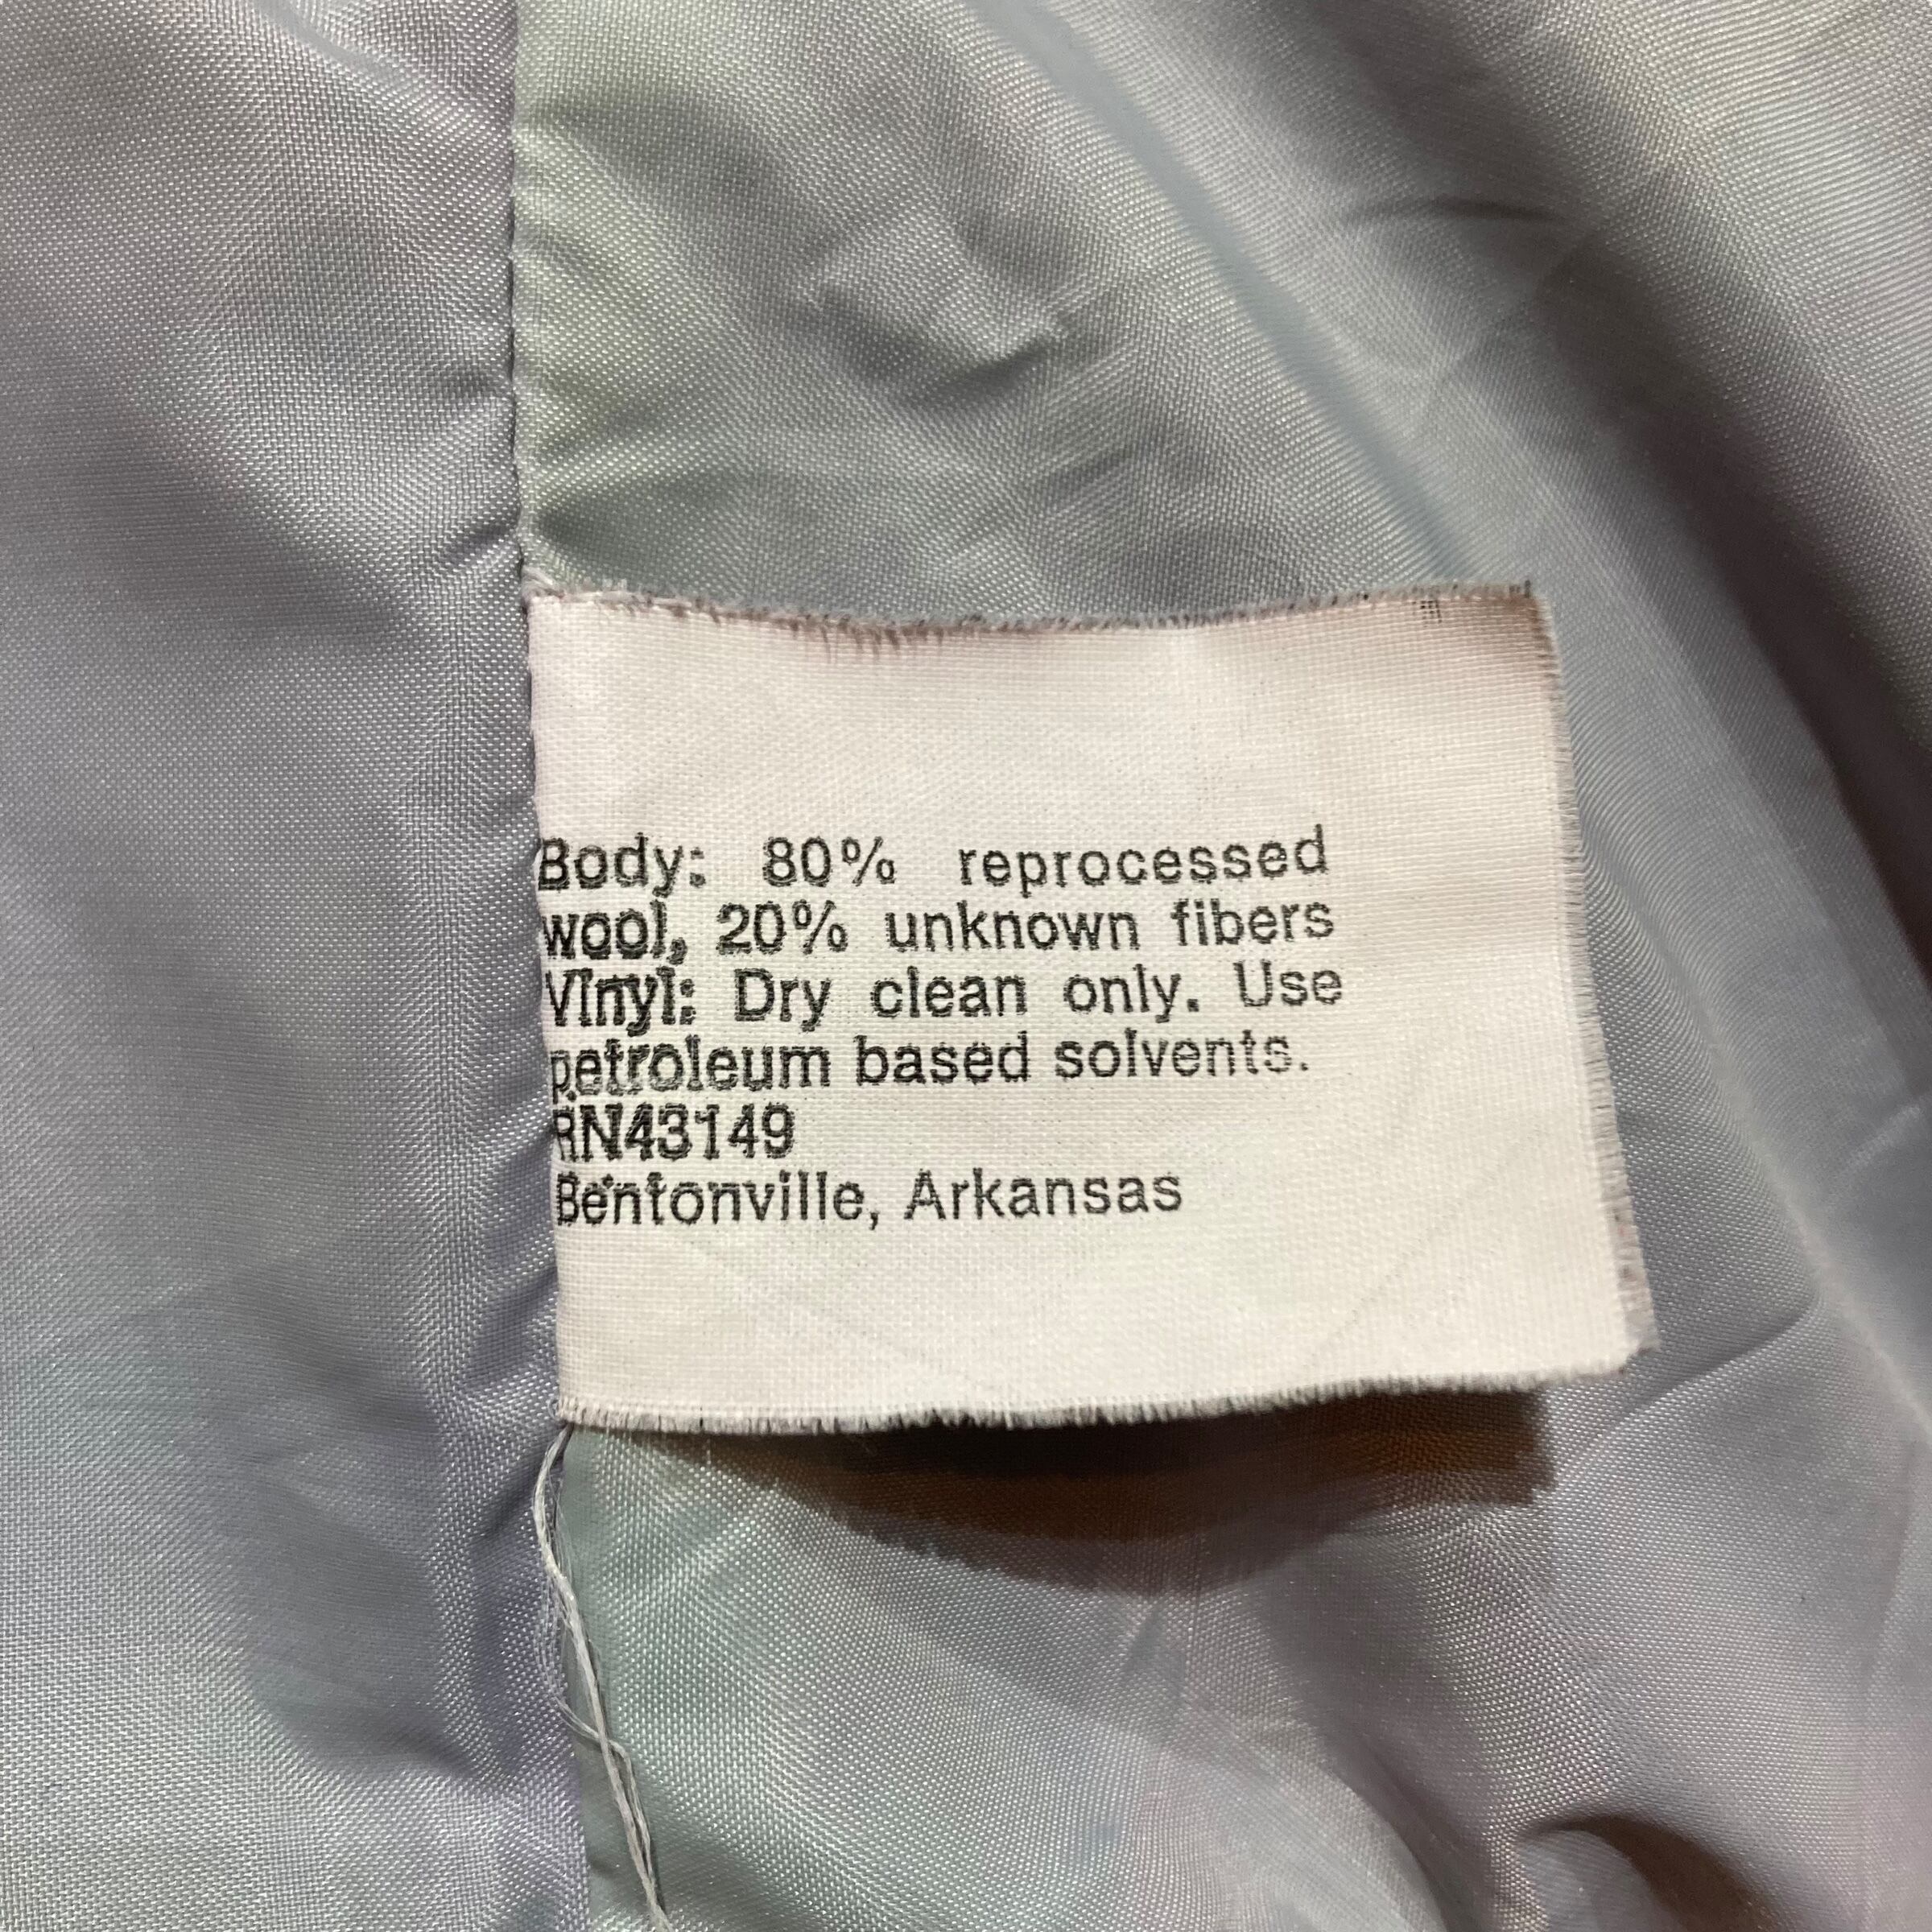 Body: 80% reprocessed
wool, 20% unknown fibers
Vinyl: Dry clean only. Use
petroleum based solvents.
RN43149
Bentonville, Arkansas